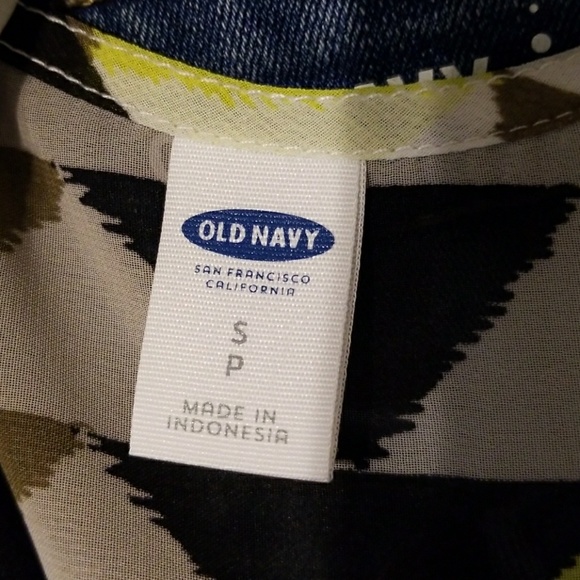 OLD NAVY
SAN FRANCISCO
CALIFORNIA
S
P
MADE IN
INDONESIA